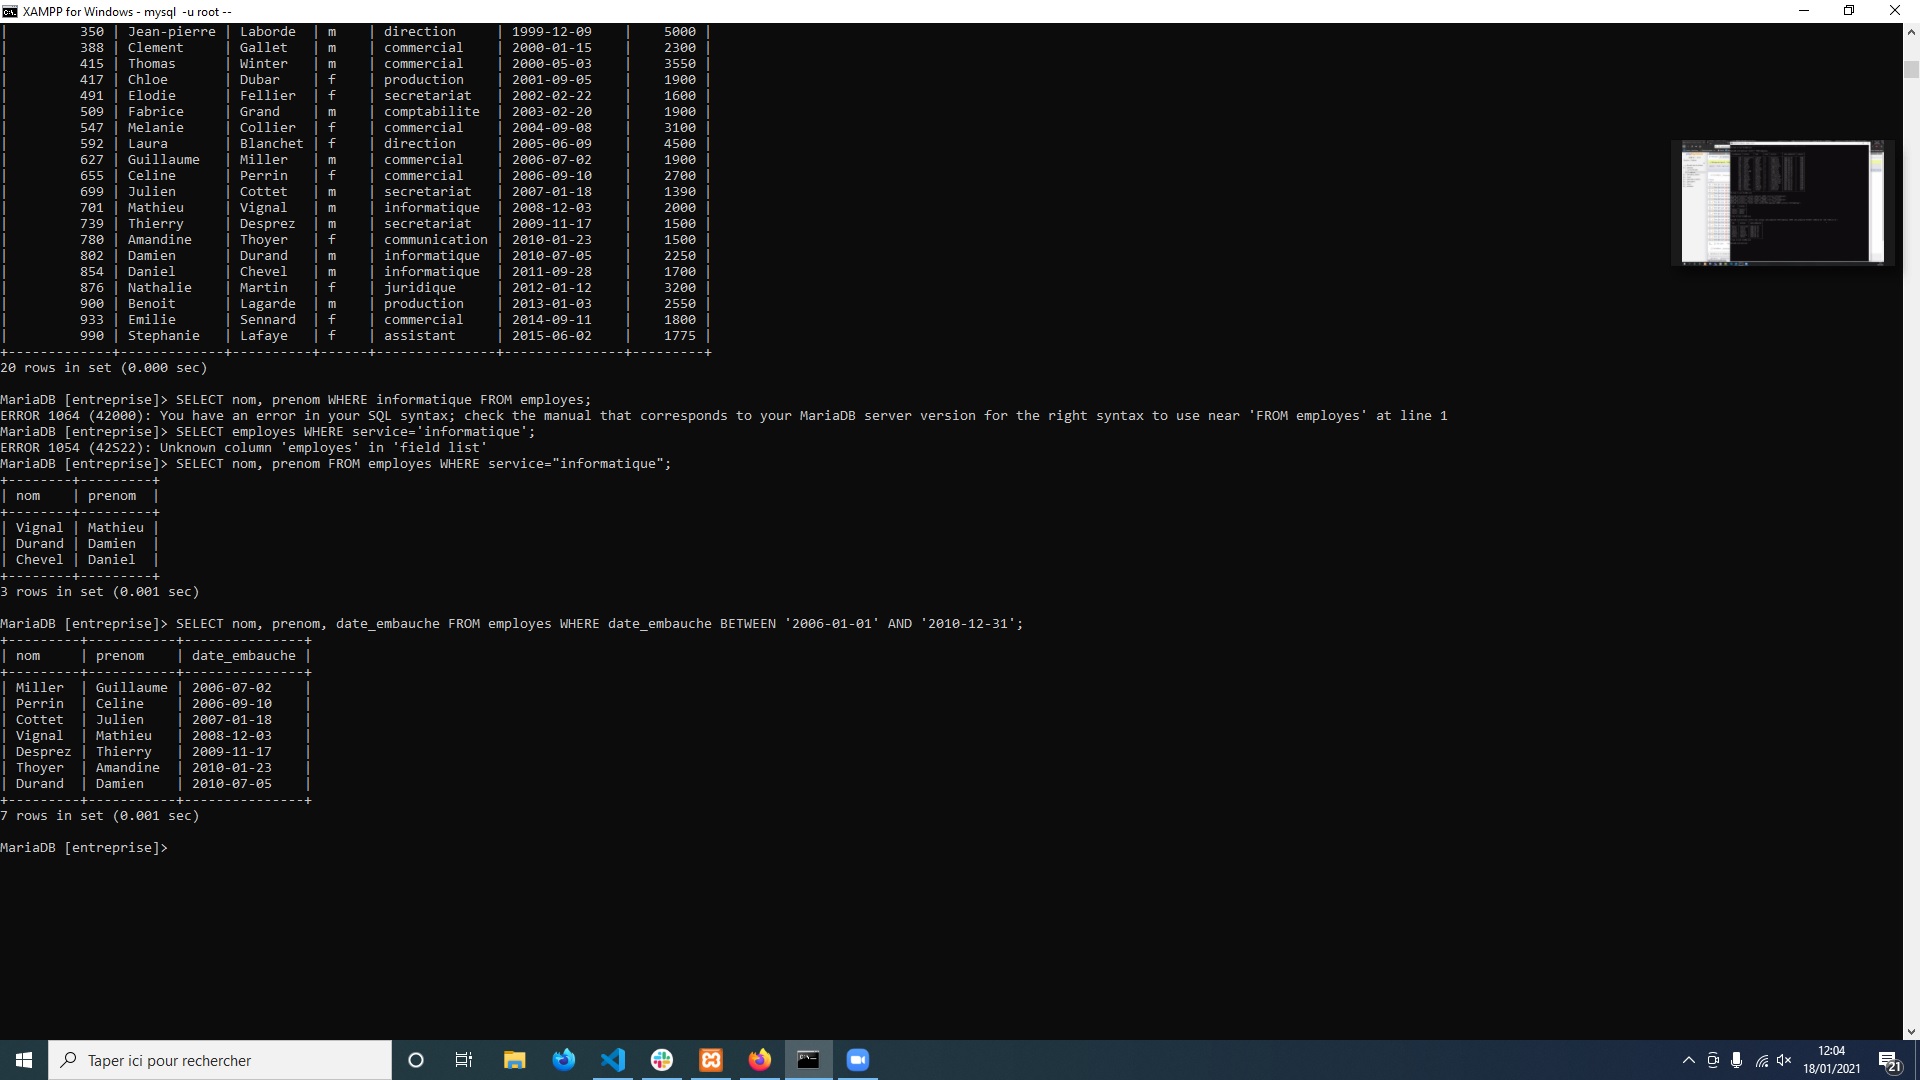 XAMPP for Windows - mysql  -u root --
|         350 | Jean-pierre | Laborde  | m    | direction     | 1999-12-09    |    5000 |
|         388 | Clement     | Gallet   | m    | commercial    | 2000-01-15    |    2300 |
|         415 | Thomas      | Winter   | m    | commercial    | 2000-05-03    |    3550 |
|         417 | Chloe       | Dubar    | f    | production    | 2001-09-05    |    1900 |
|         491 | Elodie      | Fellier  | f    | secretariat   | 2002-02-22    |    1600 |
|         509 | Fabrice     | Grand    | m    | comptabilite  | 2003-02-20    |    1900 |
|         547 | Melanie     | Collier  | f    | commercial    | 2004-09-08    |    3100 |
|         592 | Laura       | Blanchet | f    | direction     | 2005-06-09    |    4500 |
|         627 | Guillaume   | Miller   | m    | commercial    | 2006-07-02    |    1900 |
|         655 | Celine      | Perrin   | f    | commercial    | 2006-09-10    |    2700 |
|         699 | Julien      | Cottet   | m    | secretariat   | 2007-01-18    |    1390 |
|         701 | Mathieu     | Vignal   | m    | informatique  | 2008-12-03    |    2000 |
|         739 | Thierry     | Desprez  | m    | secretariat   | 2009-11-17    |    1500 |
|         780 | Amandine    | Thoyer   | f    | communication | 2010-01-23    |    1500 |
|         802 | Damien      | Durand   | m    | informatique  | 2010-07-05    |    2250 |
|         854 | Daniel      | Chevel   | m    | informatique  | 2011-09-28    |    1700 |
|         876 | Nathalie    | Martin   | f    | juridique     | 2012-01-12    |    3200 |
|         900 | Benoit      | Lagarde  | m    | production    | 2013-01-03    |    2550 |
|         933 | Emilie      | Sennard  | f    | commercial    | 2014-09-11    |    1800 |
|         990 | Stephanie   | Lafaye   | f    | assistant     | 2015-06-02    |    1775 |
+-------------+-------------+----------+------+---------------+---------------+---------+
20 rows in set (0.000 sec)
MariaDB [entreprise]> SELECT nom, prenom WHERE informatique FROM employes;
ERROR 1064 (42000): You have an error in your SQL syntax; check the manual that corresponds to your MariaDB server version for the right syntax to use near 'FROM employes' at line 1
MariaDB [entreprise]> SELECT employes WHERE service='informatique';
ERROR 1054 (42S22): Unknown column 'employes' in 'field list'
MariaDB [entreprise]> SELECT nom, prenom FROM employes WHERE service="informatique";
+--------+---------+
| nom    | prenom  |
+--------+---------+
| Vignal | Mathieu |
| Durand | Damien  |
| Chevel | Daniel  |
+--------+---------+
3 rows in set (0.001 sec)
MariaDB [entreprise]> SELECT nom, prenom, date_embauche FROM employes WHERE date_embauche BETWEEN '2006-01-01' AND '2010-12-31';
+---------+-----------+---------------+
| nom     | prenom    | date_embauche |
+---------+-----------+---------------+
| Miller  | Guillaume | 2006-07-02    |
| Perrin  | Celine    | 2006-09-10    |
| Cottet  | Julien    | 2007-01-18    |
| Vignal  | Mathieu   | 2008-12-03    |
| Desprez | Thierry   | 2009-11-17    |
| Thoyer  | Amandine  | 2010-01-23    |
| Durand  | Damien    | 2010-07-05    |
+---------+-----------+---------------+
7 rows in set (0.001 sec)
MariaDB [entreprise]>
Taper ici pour rechercher
12:04
18/01/2021
21